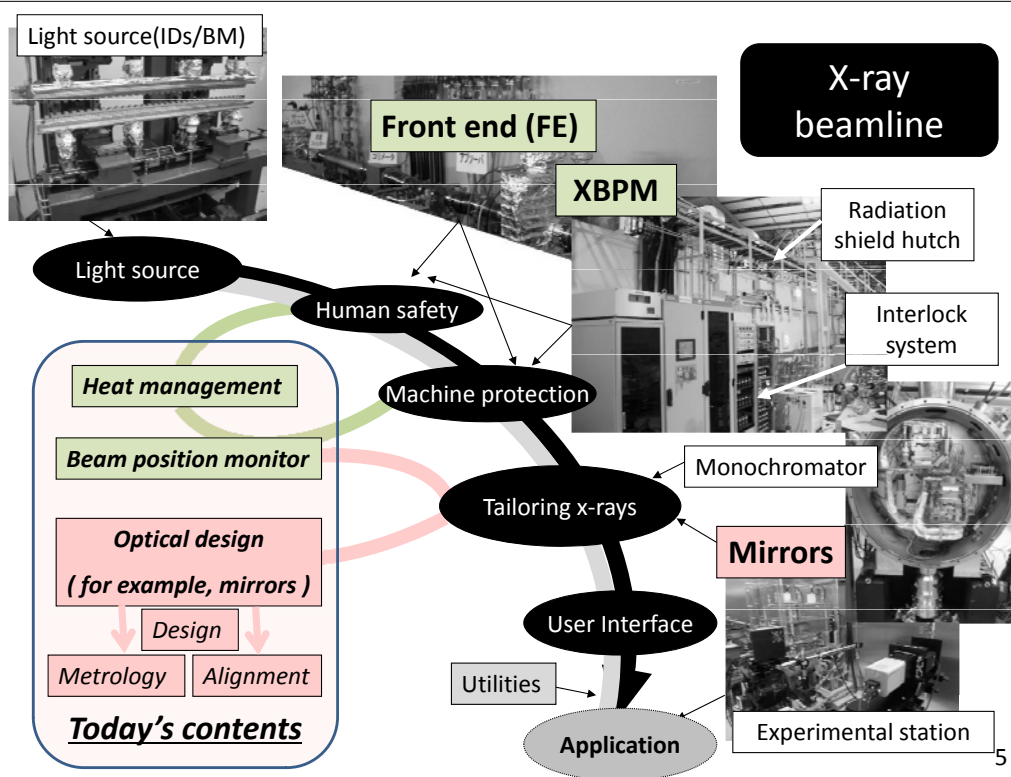 Light source(IDs/BM)
X-ray
beamline
Front end (FE)
XBPM
Radiation
shield hutch
Light source
Human safety
Interlock
system
Heat management
Machine protection
Beam position monitor
Monochromator
Tailoring x-rays
Optical design
( for example, mirrors )
Mirrors
Design
User Interface
Metrology
Alignment
Utilities
Today's contents
Application
Experimental station
5